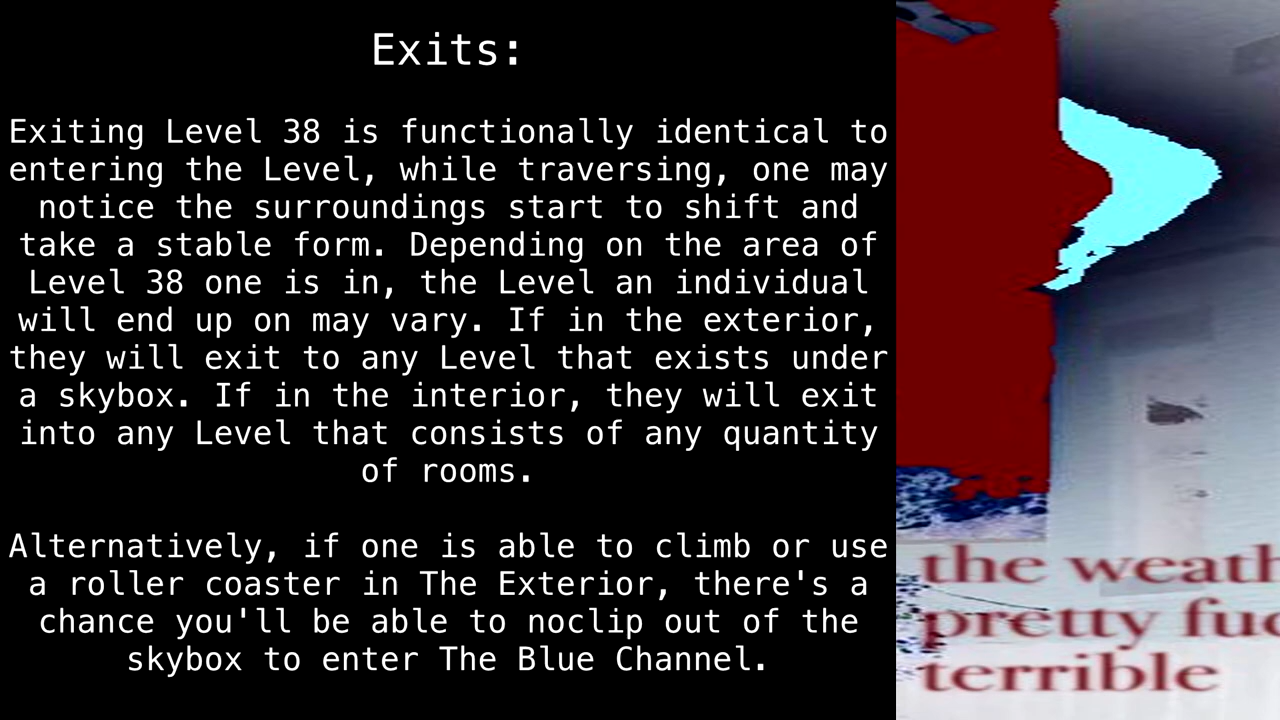 Exits:
Exiting Level 38 is functionally identical to
entering the Level, while traversing, one may
notice the surroundings start to shift and
take a stable form. Depending on the area of
Level 38 one is in, the Level an individual
will end up on may vary. If in the exterior,
they will exit to any Level that exists under
a skybox. If in the interior, they will exit
into any Level that consists of any quantity
of rooms.
Alternatively, if one is able to climb or use
a roller coaster in The Exterior, there's a
chance you'll be able to noclip out of the
skybox to enter The Blue Channel.
the weath
pretty fuc
terrible